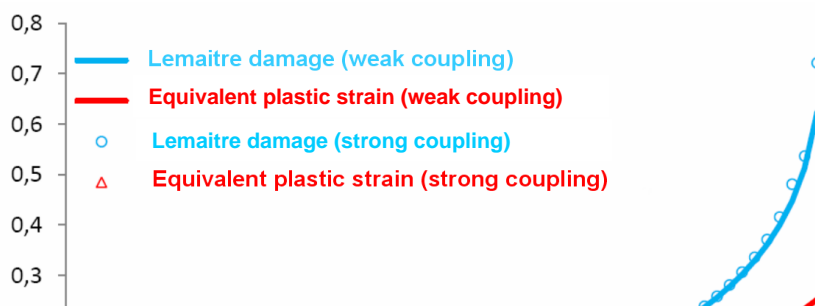 0,8
Lemaitre damage (weak coupling)
0,7
Equivalent plastic strain (weak coupling)
0,6
Lemaitre damage (strong coupling)
0,5
Equivalent plastic strain (strong coupling)
0,4
0,3